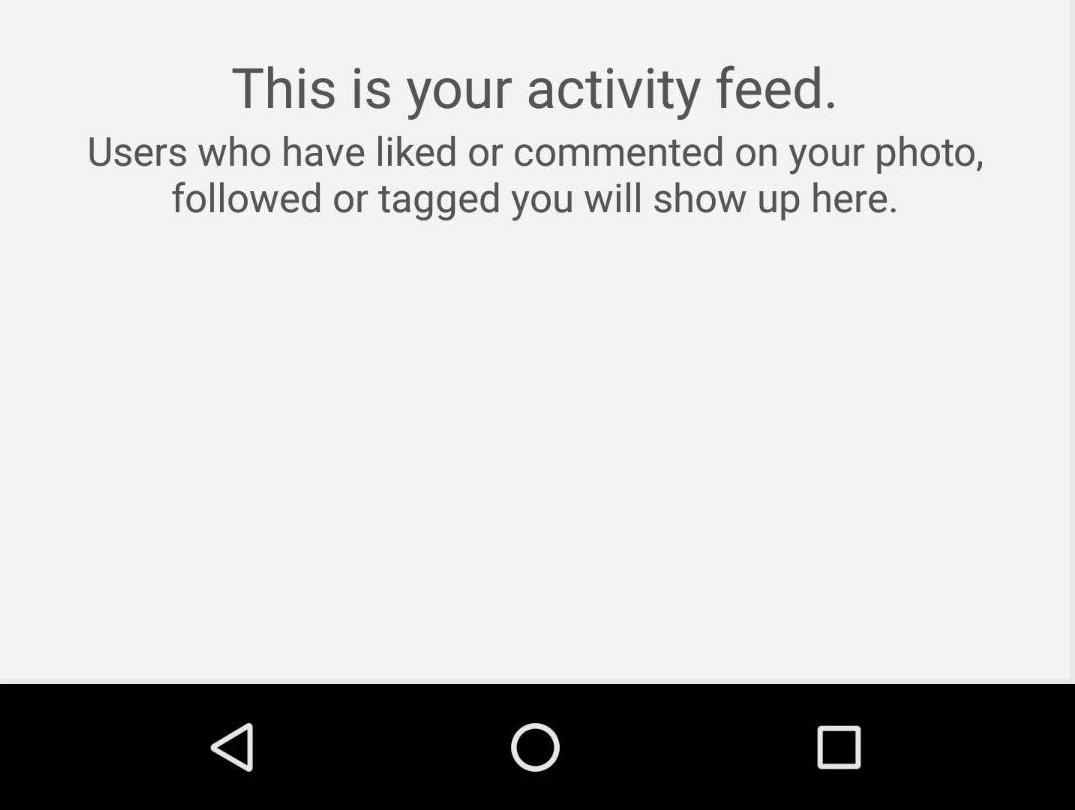 This is your activity feed.
Users who have liked or commented on your photo,
followed or tagged you will show up here.